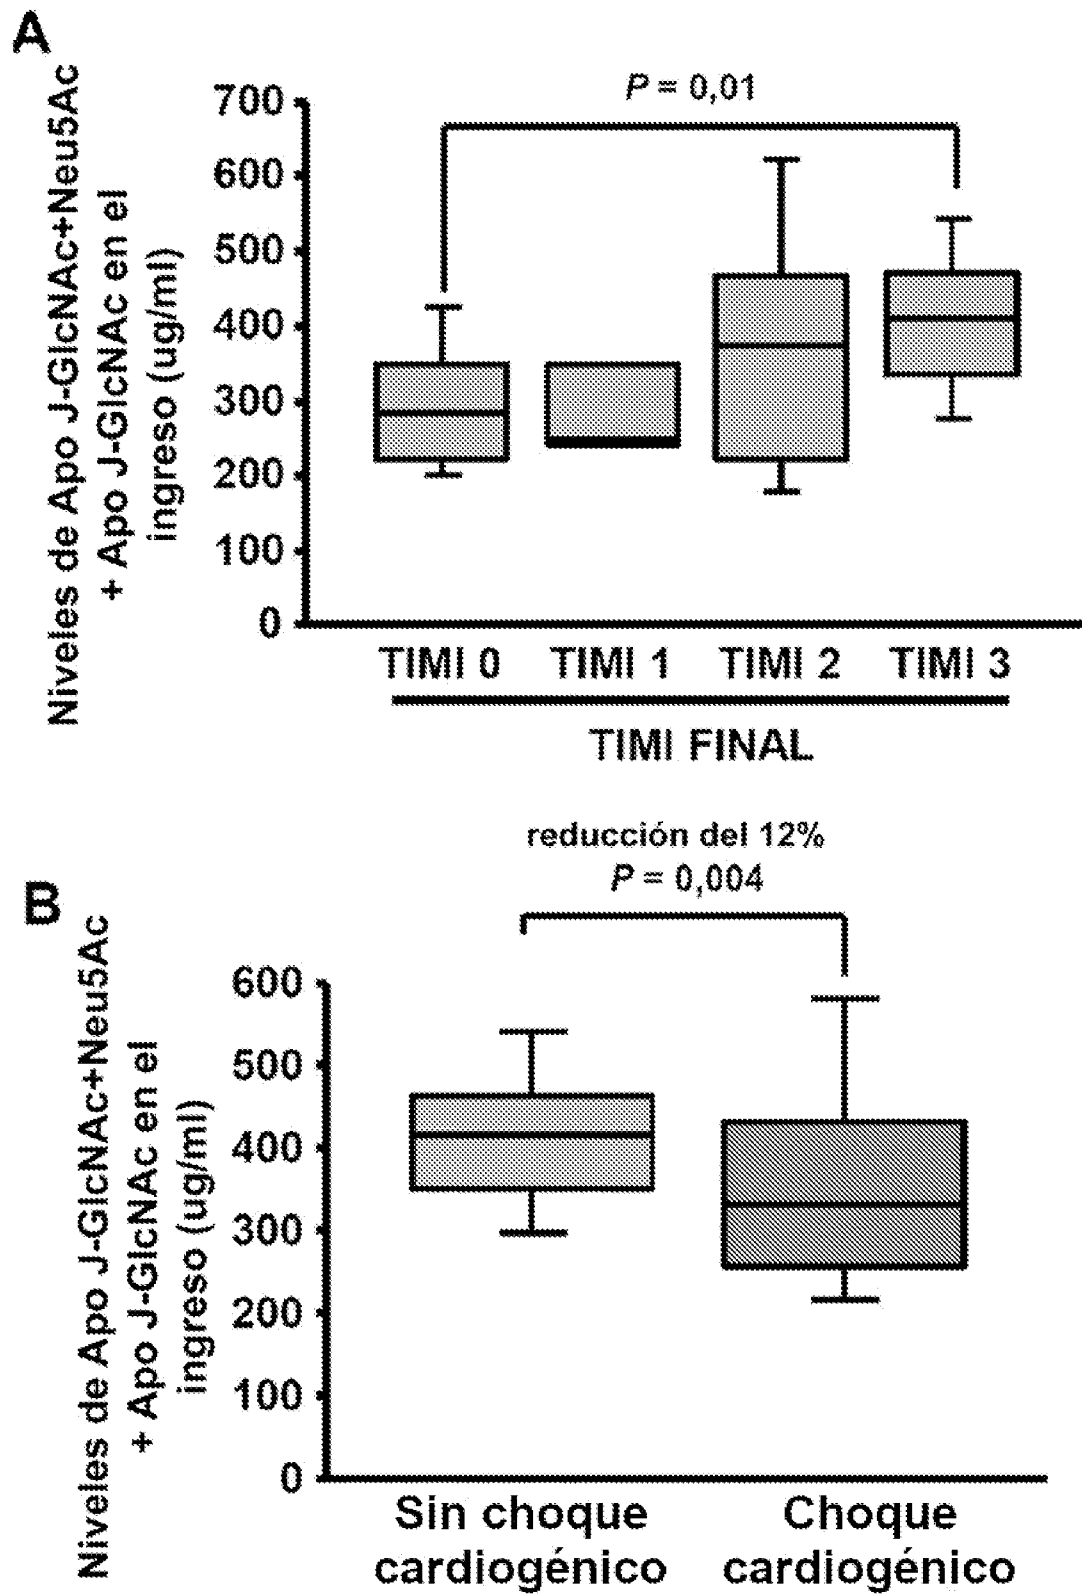 A
Niveles de Apo J-GlcNAc+Neu5Ac
+ Apo J-GlcNAc en el
ingreso (ug/ml)
P = 0,01
700
600
500
400
300
200
100
0
TIMI 0 TIMI 1 TIMI 2 TIMI 3
TIMI FINAL
B
Niveles de Apo J-GlcNAc+Neu5Ac
+ Apo J-GlcNAc en el
ingreso (ug/ml)
reducción del 12%
P = 0,004
600
500
400
300
200
100
0
Sin choque
cardiogénico
Choque
cardiogénico